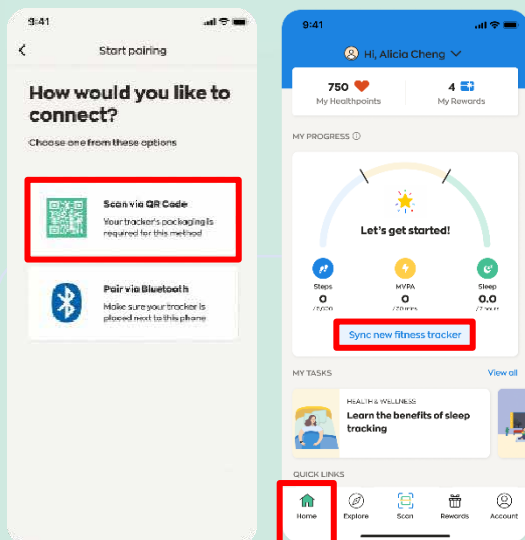 9:41
Start pairing
How would you like to
connect?
Choose one from these options
Scan via QR Code
Your tracker's packaging is
required for this method
Pair via Bluetooth
Make sure your tracker is
placed next to this phone
9:41
Hi, Alicia Cheng
750
My Healthpoints
4
My Rewards
MY PROGRESS
Let's get started!
Steps
MVPA
Sleep
0
0
0.0
Sync new fitness tracker
MY TASKS
View all
HEALTH & WELLNESS
Learn the benefits of sleep
tracking
QUICK LINKS
Home
Explore
Scan
Rewards
Account